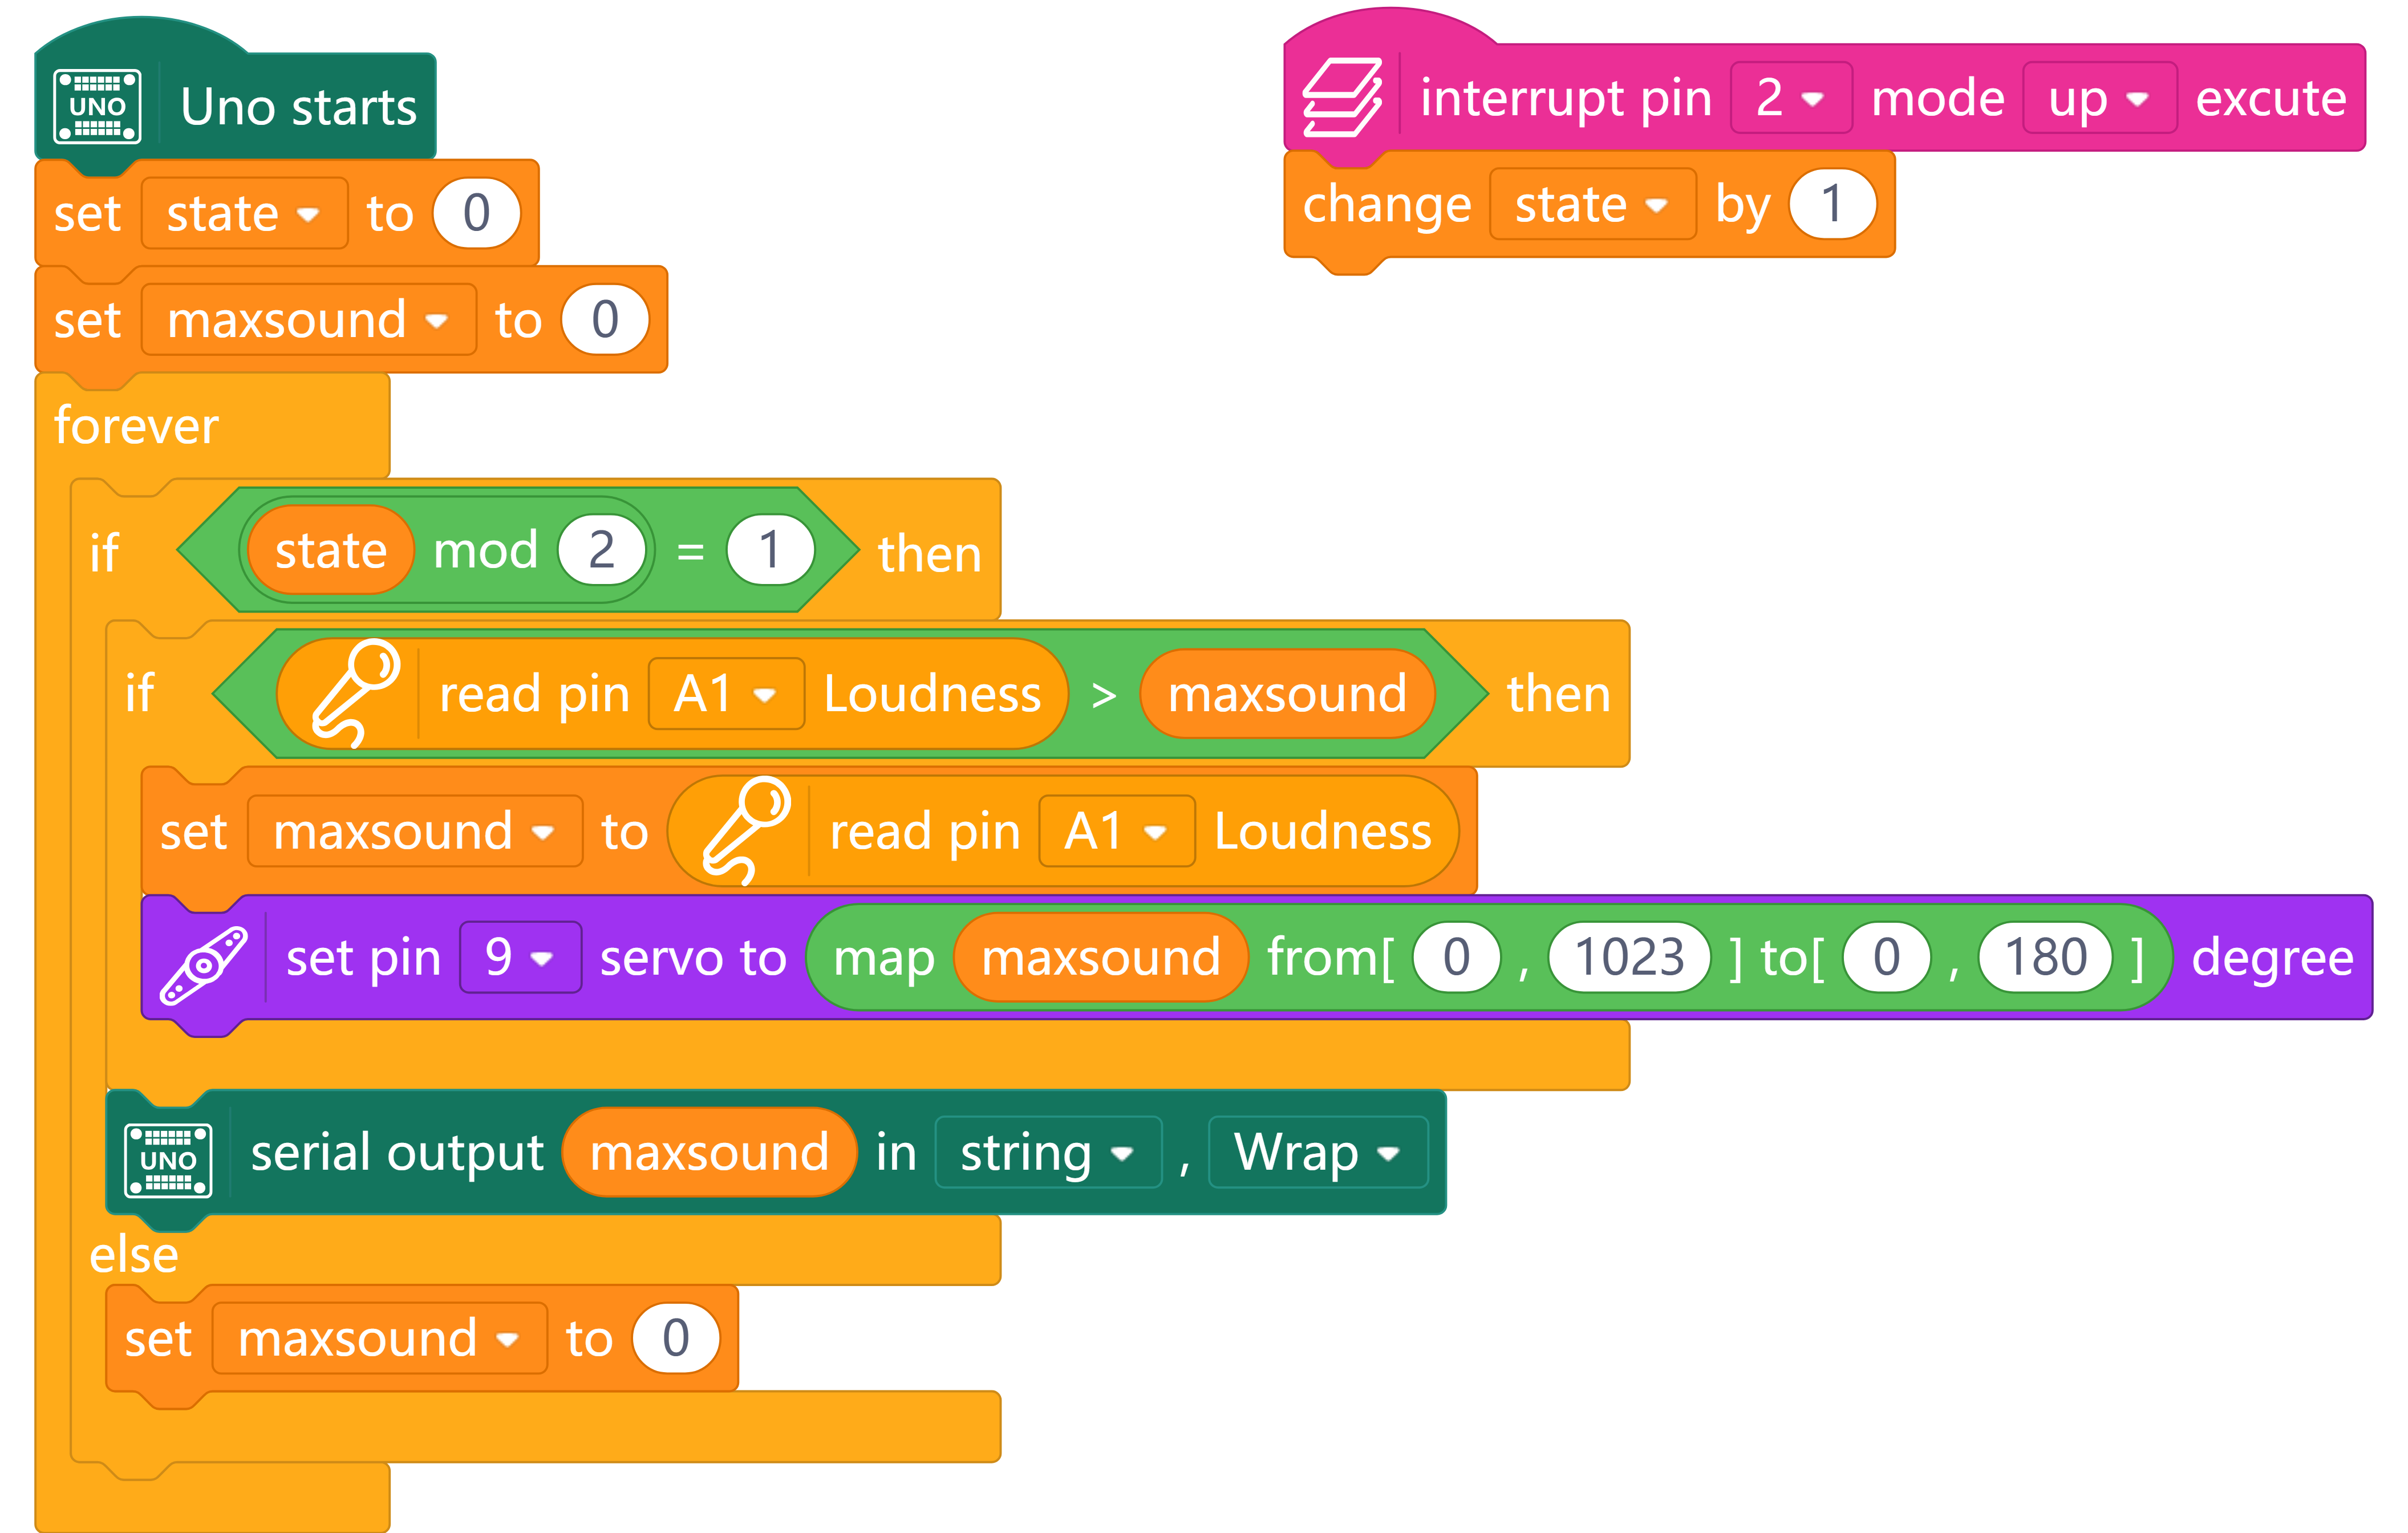 UNO Uno starts
set state to 0
set maxsound to 0
forever
if state mod 2 = 1 then
if read pin A1 Loudness > maxsound then
set maxsound to read pin A1 Loudness
set pin 9 servo to map maxsound from[ 0 , 1023 ] to[ 0 , 180 ] degree
UNO serial output maxsound in string , Wrap
else
set maxsound to 0
interrupt pin 2 mode up excute
change state by 1